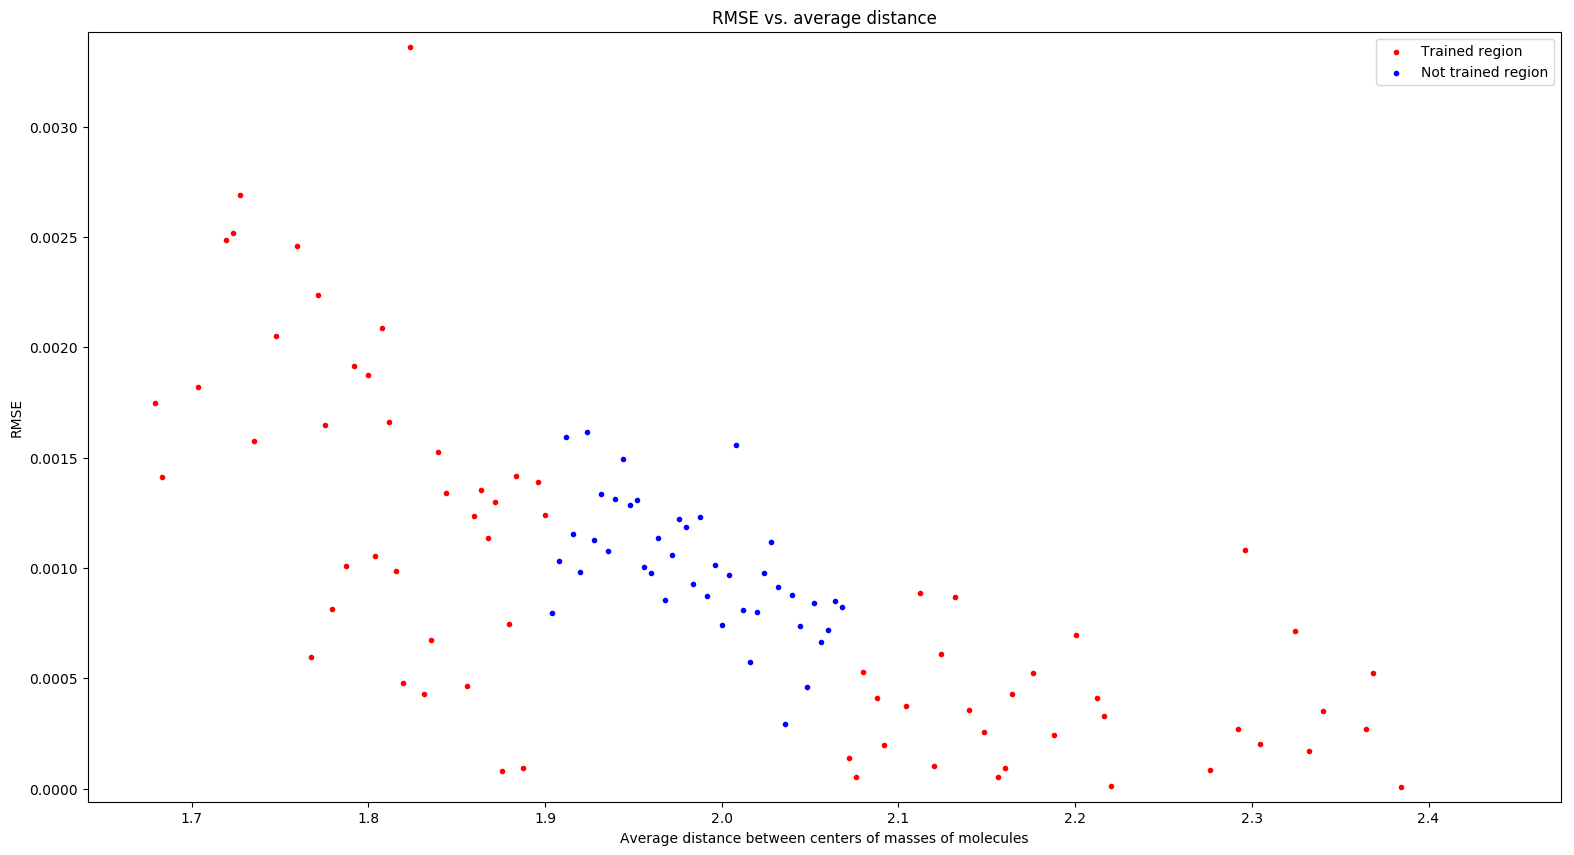 RMSE vs. average distance
Trained region
Not trained region
0.0030
0.0025
0.0020
0.0015
0.0010
0.0005
0.0000
RMSE
1.7 1.8 1.9 2.0 2.1 2.2 2.3 2.4
Average distance between centers of masses of molecules